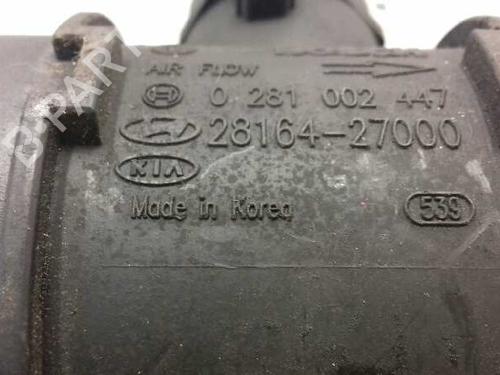 AIR FLOW
0 281 002 447
28164-27000
KIA
Made in Korea
539
B-PARTS